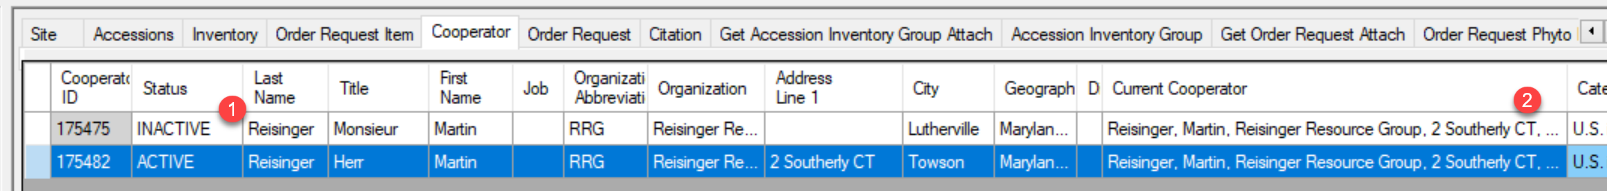 Site Accessions Inventory Order Request Item Cooperator Order Request Citation Get Accession Inventory Group Attach Accession Inventory Group Get Order Request Attach Order Request Phyto
Cooperato ID Status Last Name Title First Name Job Organizati Abbreviati Organization Address Line 1 City Geograph D Current Cooperator Cate
1 2
175475 INACTIVE Reisinger Monsieur Martin RRG Reisinger Re... Lutherville Marylan... Reisinger, Martin, Reisinger Resource Group, 2 Southerly CT, ... U.S.
175482 ACTIVE Reisinger Herr Martin RRG Reisinger Re... 2 Southerly CT Towson Marylan... Reisinger, Martin, Reisinger Resource Group, 2 Southerly CT, ... U.S.